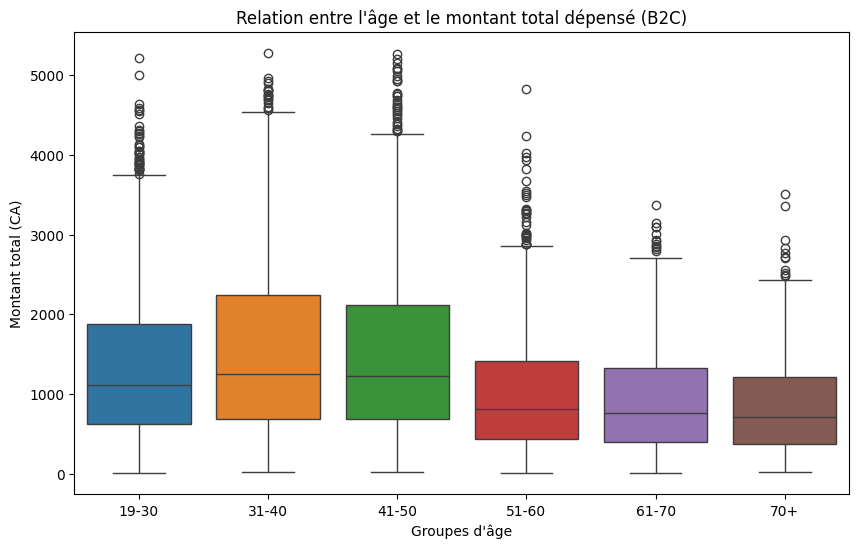 Relation entre l'âge et le montant total dépensé (B2C)
Montant total (CA)
5000
4000
3000
2000
1000
0
19-30 31-40 41-50 51-60 61-70 70+
Groupes d'âge